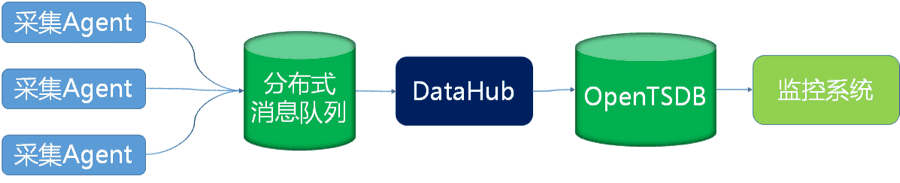 采集Agent
采集Agent
采集Agent
分布式
消息队列
DataHub
OpenTSDB
监控系统